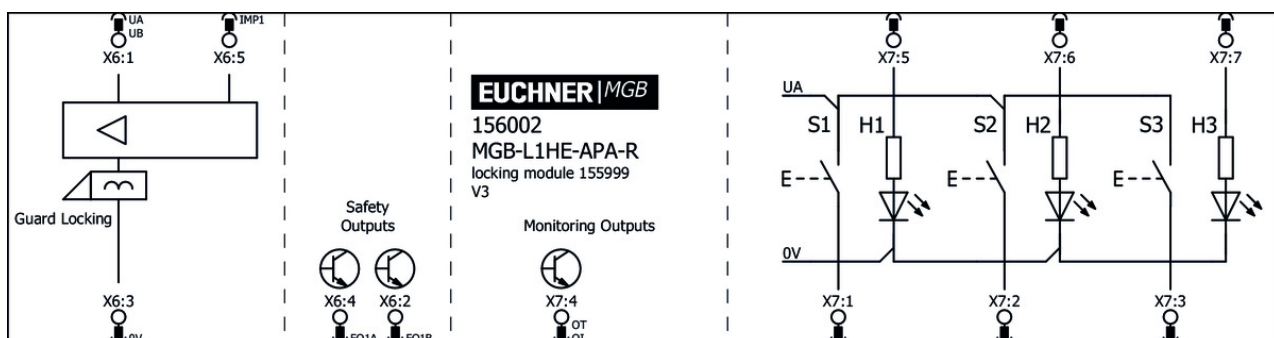 UA
UB
IMP1
X6:1
X6:5
X7:5
X7:6
X7:7
EUCHNER|MGB
156002
MGB-L1HE-APA-R
locking module 155999
V3
UA
S1
H1
S2
H2
S3
H3
E
E
E
Guard Locking
Safety
Outputs
Monitoring Outputs
0V
X6:3
X6:4
X6:2
X7:4
X7:1
X7:2
X7:3
OT